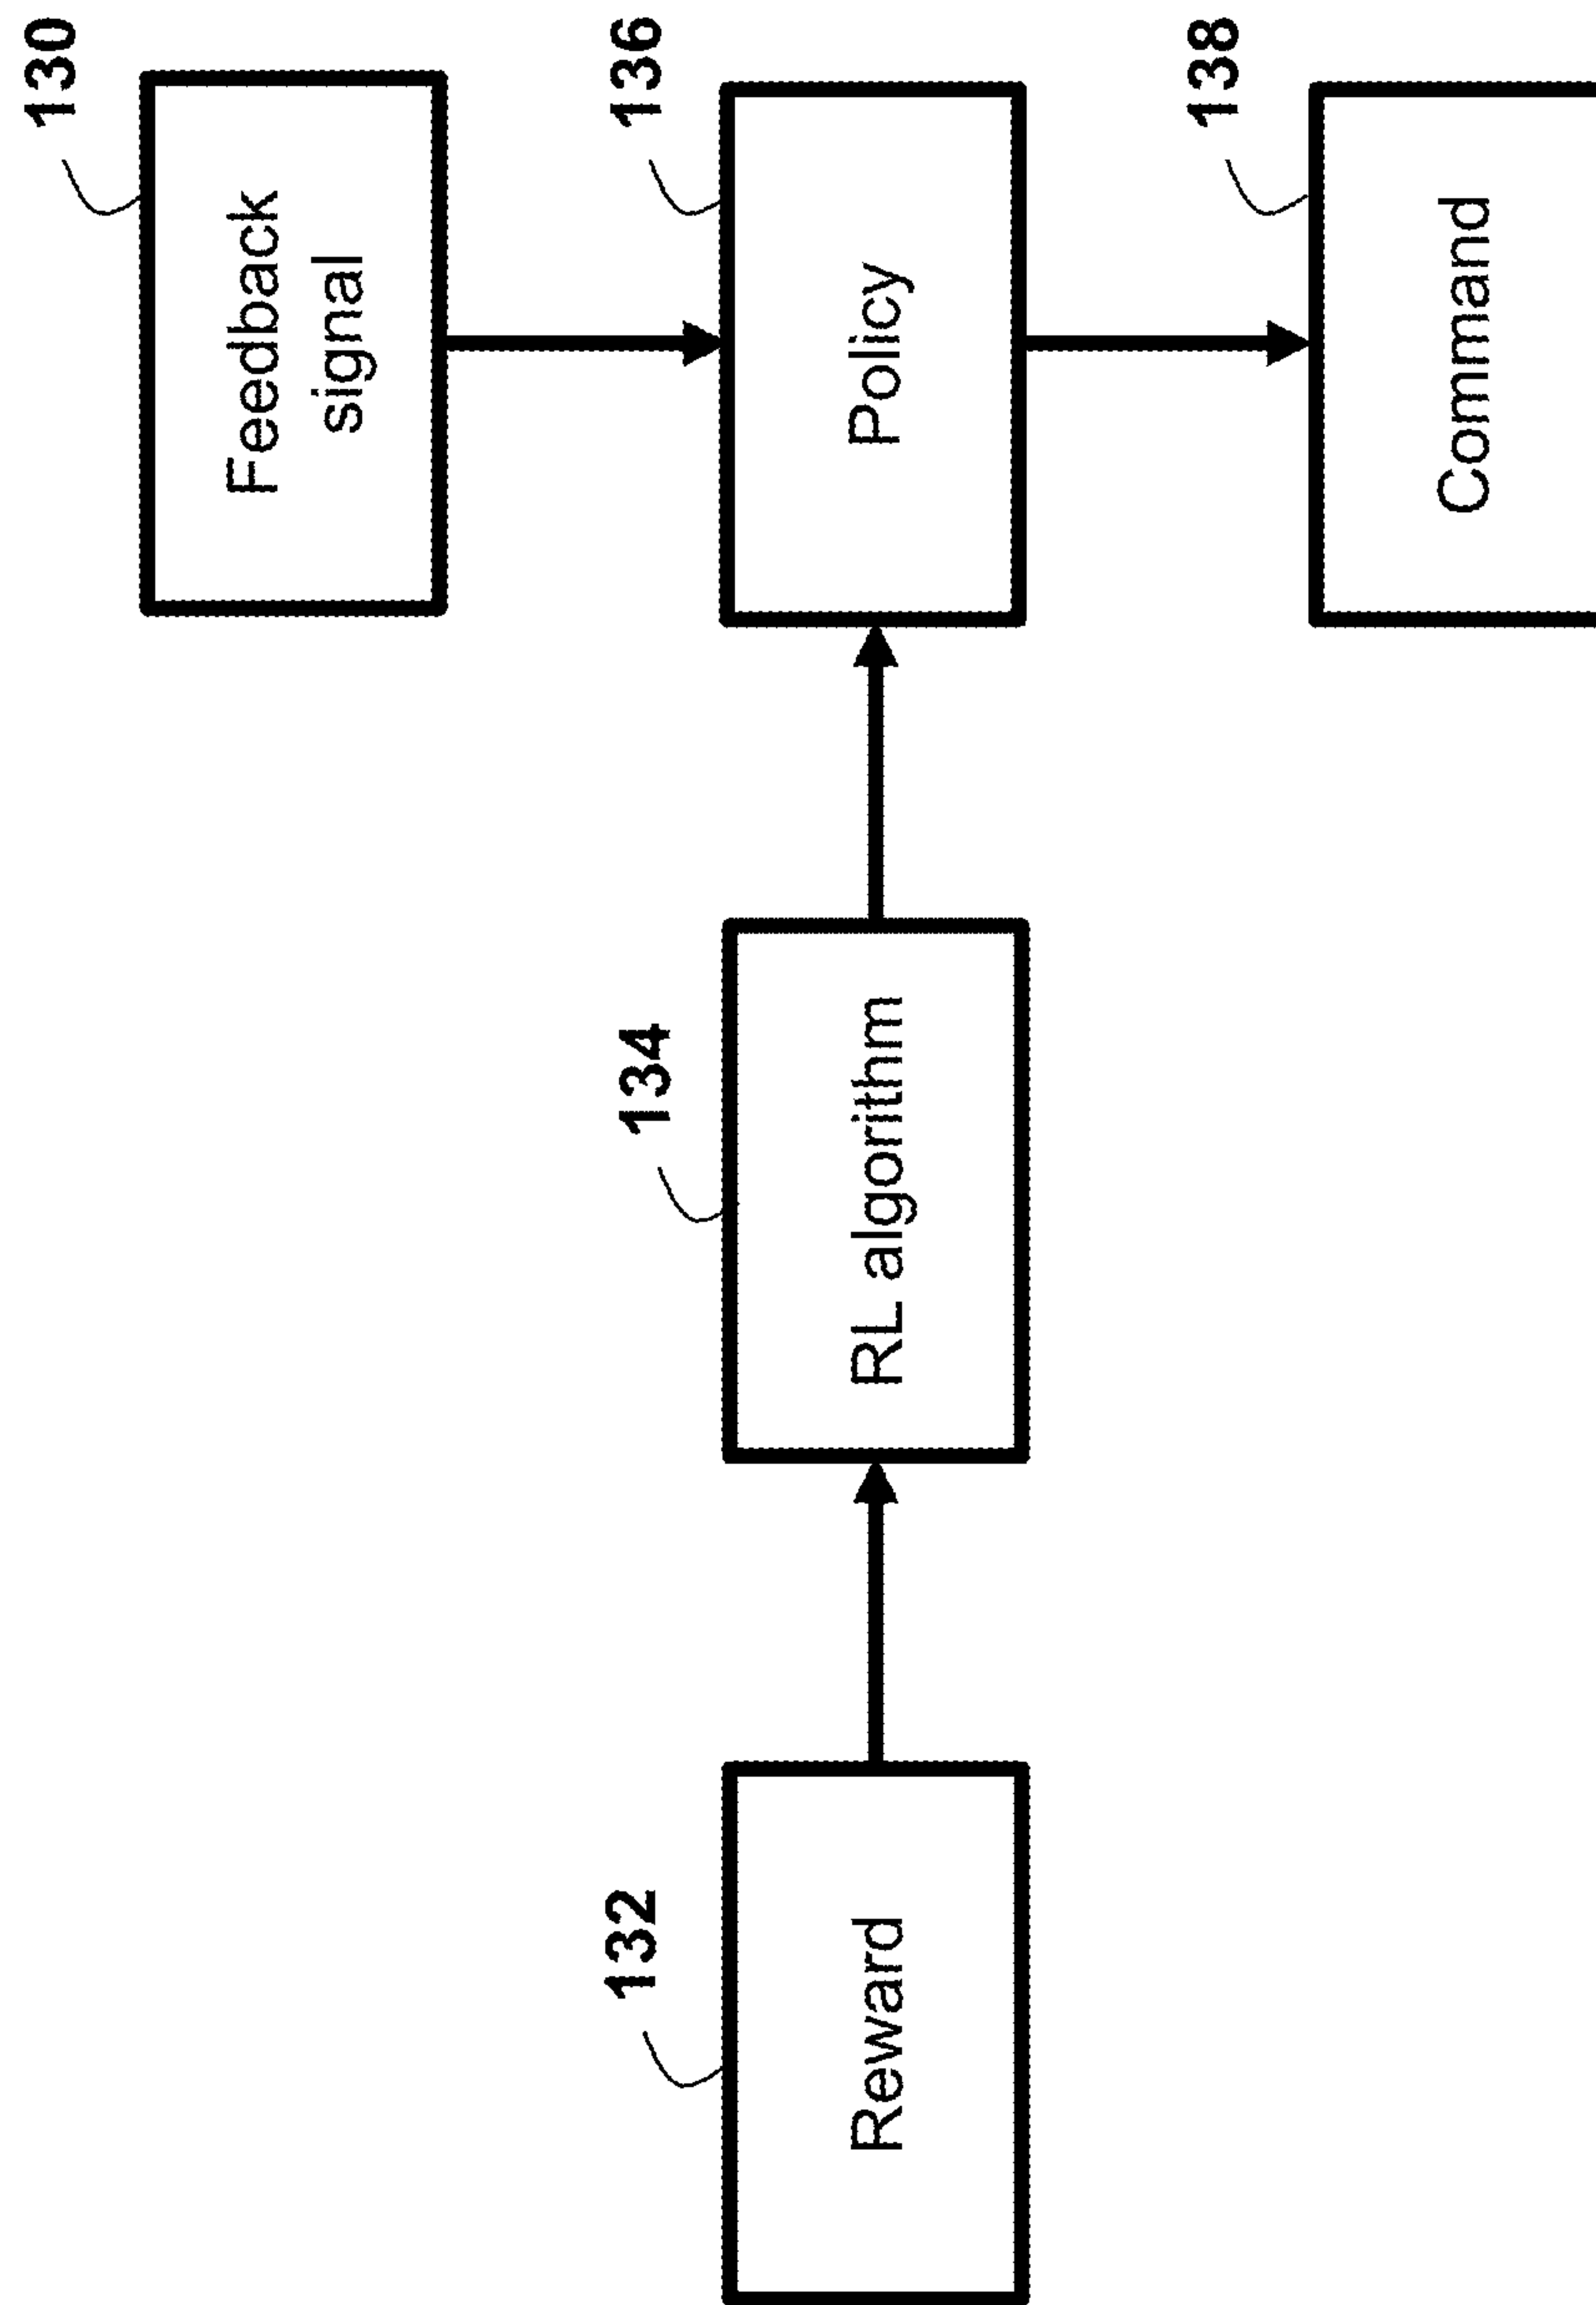 130
Feedback
signal
132
Reward
134
RL algorithm
136
Policy
138
Command